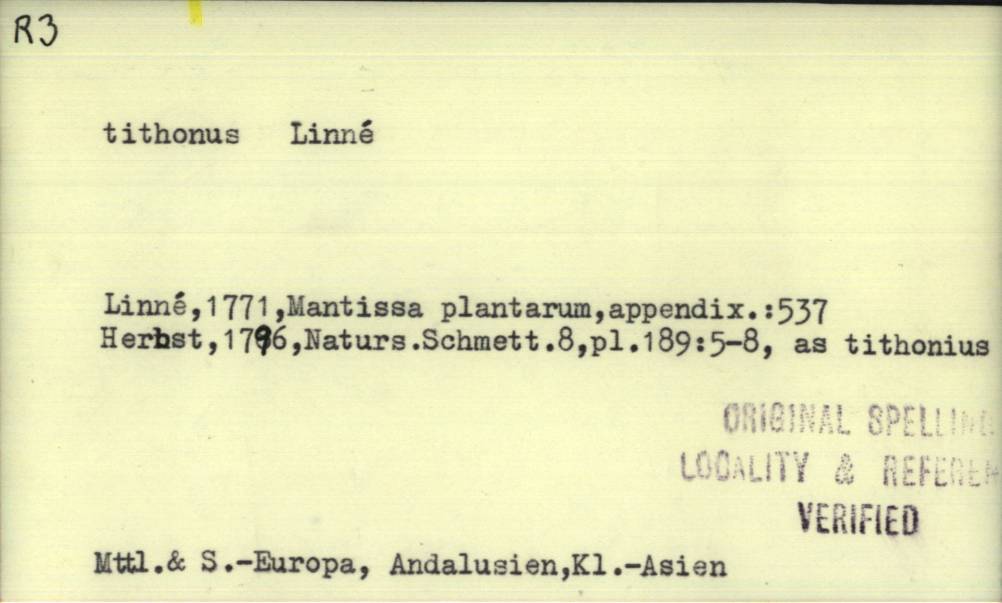 R3
tithonus Linné
Linné,1771,Mantissa plantarum,appendix.:537
Herbst,1796,Naturs.Schmett.8,pl.189:5-8, as tithonius
ORIGINAL SPELLING
LOCALITY & REFEREN
VERIFIED
Mttl.& S.-Europa, Andalusien,Kl.-Asien